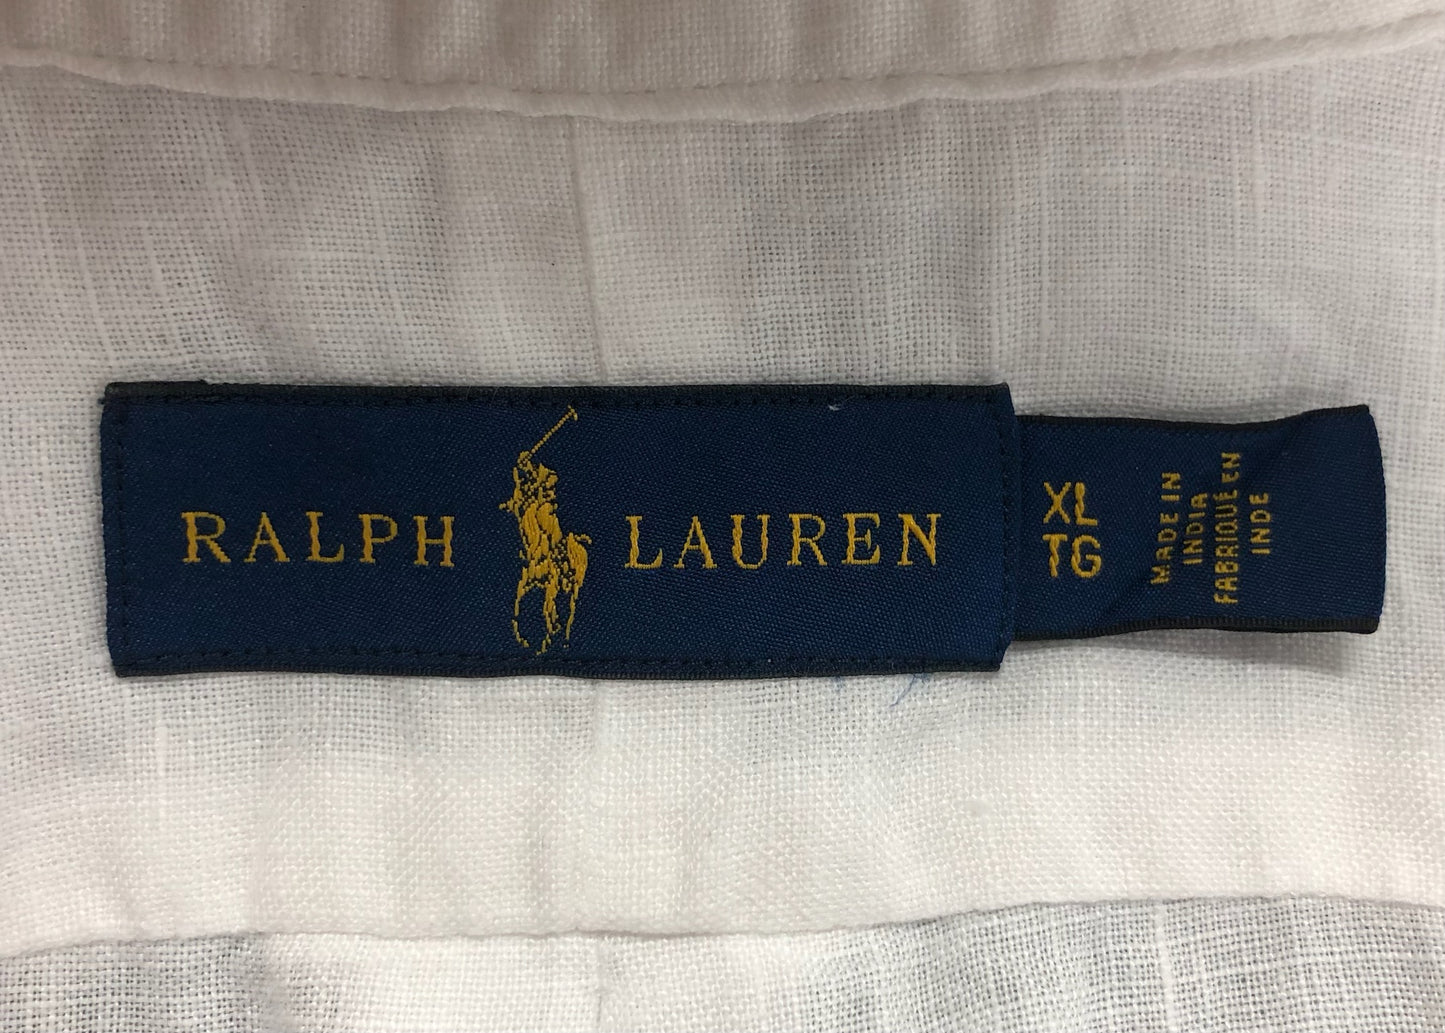 RALPH LAUREN
XL
TG
MADE IN
INDIA
FABRIQUÉ EN
INDE